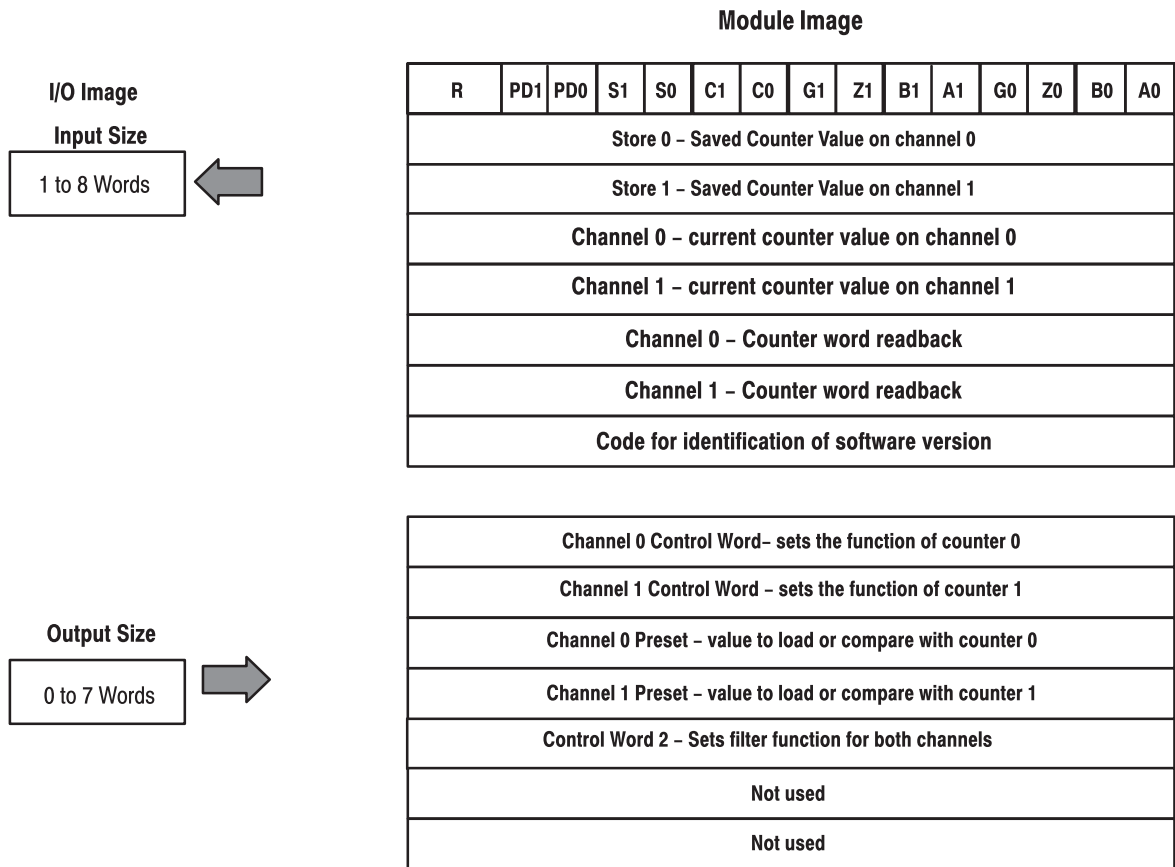 Module Image
I/O Image
Input Size
1 to 8 Words
R PD1 PD0 S1 S0 C1 C0 G1 Z1 B1 A1 G0 Z0 B0 A0
Store 0 – Saved Counter Value on channel 0
Store 1 – Saved Counter Value on channel 1
Channel 0 – current counter value on channel 0
Channel 1 – current counter value on channel 1
Channel 0 – Counter word readback
Channel 1 – Counter word readback
Code for identification of software version
Output Size
0 to 7 Words
Channel 0 Control Word– sets the function of counter 0
Channel 1 Control Word – sets the function of counter 1
Channel 0 Preset – value to load or compare with counter 0
Channel 1 Preset – value to load or compare with counter 1
Control Word 2 – Sets filter function for both channels
Not used
Not used